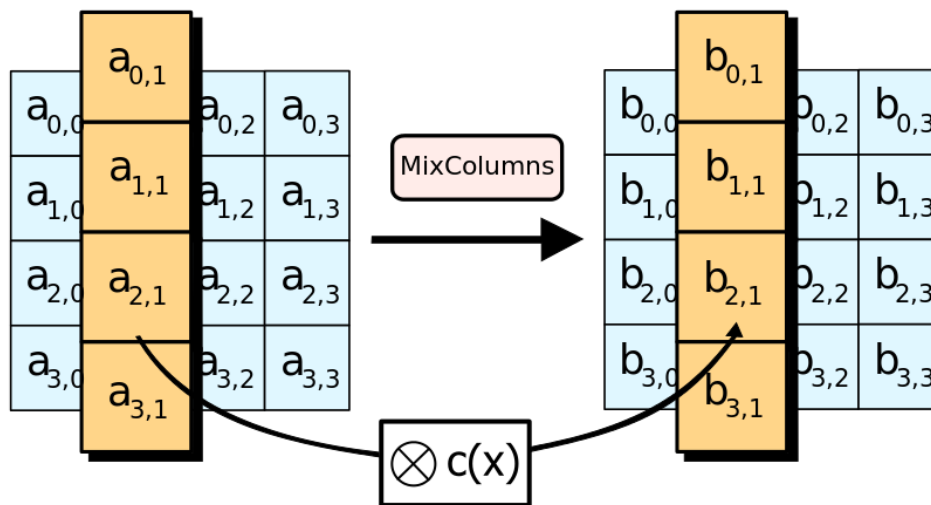 a0,0 a0,1 a0,2 a0,3
a1,0 a1,1 a1,2 a1,3
a2,0 a2,1 a2,2 a2,3
a3,0 a3,1 a3,2 a3,3
MixColumns
b0,0 b0,1 b0,2 b0,3
b1,0 b1,1 b1,2 b1,3
b2,0 b2,1 b2,2 b2,3
b3,0 b3,1 b3,2 b3,3
⊗ c(x)